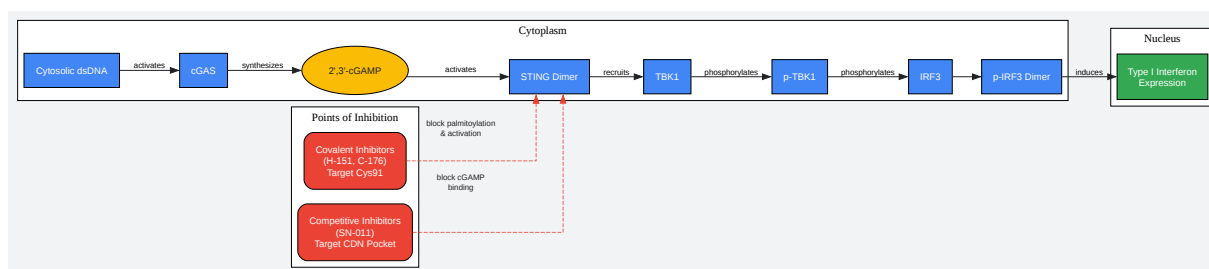 Cytoplasm
Nucleus
Cytosolic dsDNA
activates
cGAS
synthesizes
2',3'-cGAMP
activates
STING Dimer
recruits
TBK1
phosphorylates
p-TBK1
phosphorylates
IRF3
p-IRF3 Dimer
induces
Type I Interferon
Expression
Points of Inhibition
Covalent Inhibitors
(H-151, C-176)
Target Cys91
block palmitoylation
& activation
Competitive Inhibitors
(SN-011)
Target CDN Pocket
block cGAMP
binding